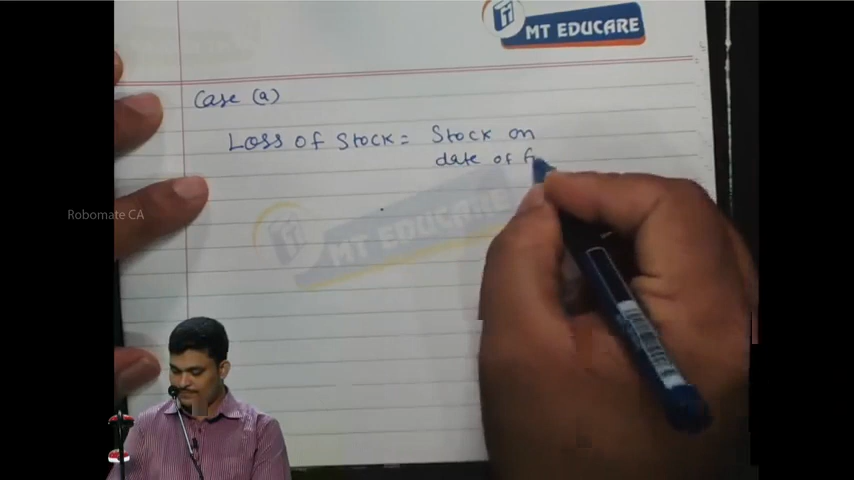 MT EDUCARE
Case (a)
Loss of Stock = Stock on
date of f
Robomate CA
MT EDUCARE